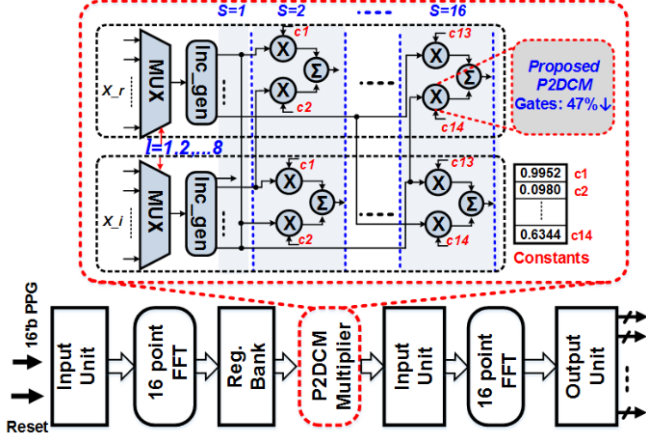 S=1 S=2 S=16
c1 c13
X_r MUX Inc_gen X Σ X Σ
X c2 X c14
Proposed
P2DCM
Gates: 47%↓
I=1,2,...8
X_i MUX Inc_gen
c1 c13
X Σ X Σ
X c2 X c14
0.9952 c1
0.0980 c2
0.6344 c14
Constants
16'b PPG
Reset
Input
Unit
16 point
FFT
Reg.
Bank
P2DCM
Multiplier
Input
Unit
16 point
FFT
Output
Unit